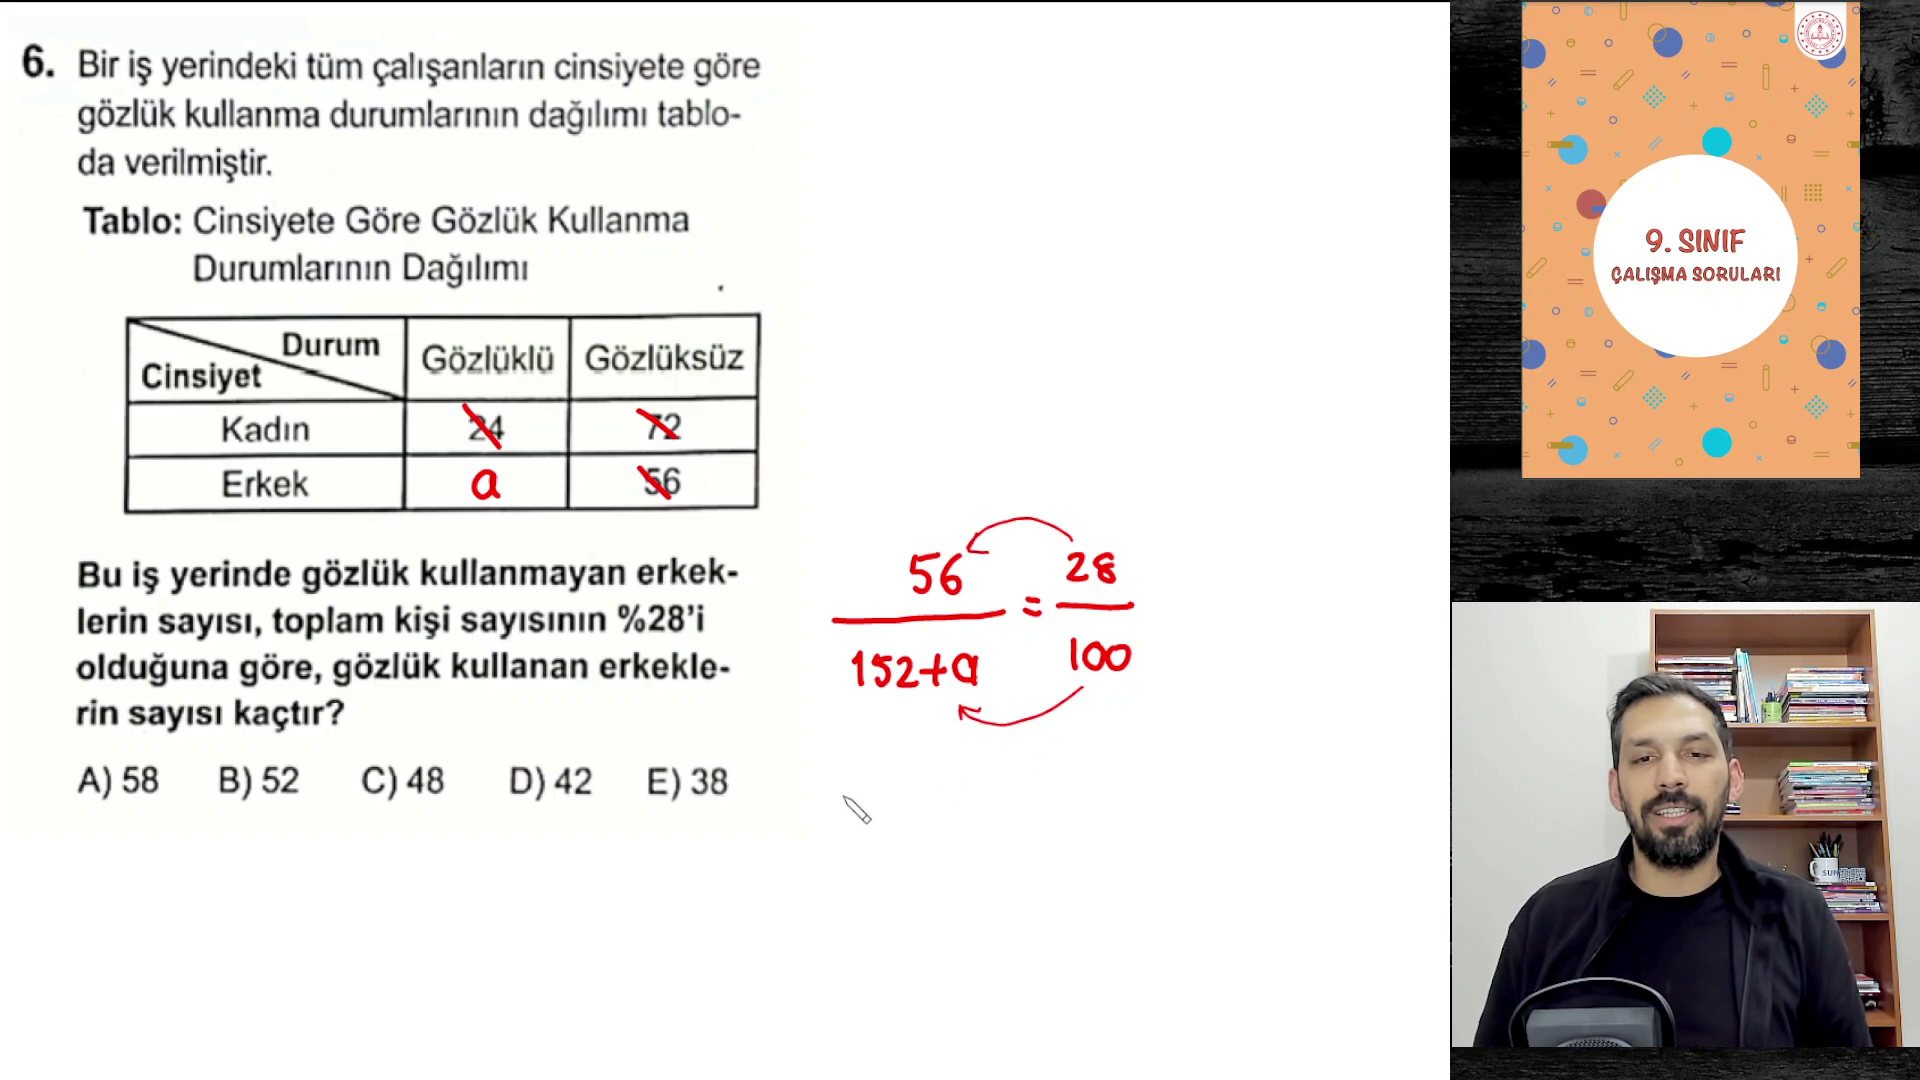 6. Bir iş yerindeki tüm çalışanların cinsiyete göre
gözlük kullanma durumlarının dağılımı tablo-
da verilmiştir.
Tablo: Cinsiyete Göre Gözlük Kullanma
Durumlarının Dağılımı
Durum
Cinsiyet
Gözlüklü
Gözlüksüz
Kadın 24 72
Erkek a 56
Bu iş yerinde gözlük kullanmayan erkek-
lerin sayısı, toplam kişi sayısının %28'i
olduğuna göre, gözlük kullanan erkekle-
rin sayısı kaçtır?
A) 58 B) 52 C) 48 D) 42 E) 38
56 = 28
152+a 100
9. SINIF
ÇALIŞMA SORULARI